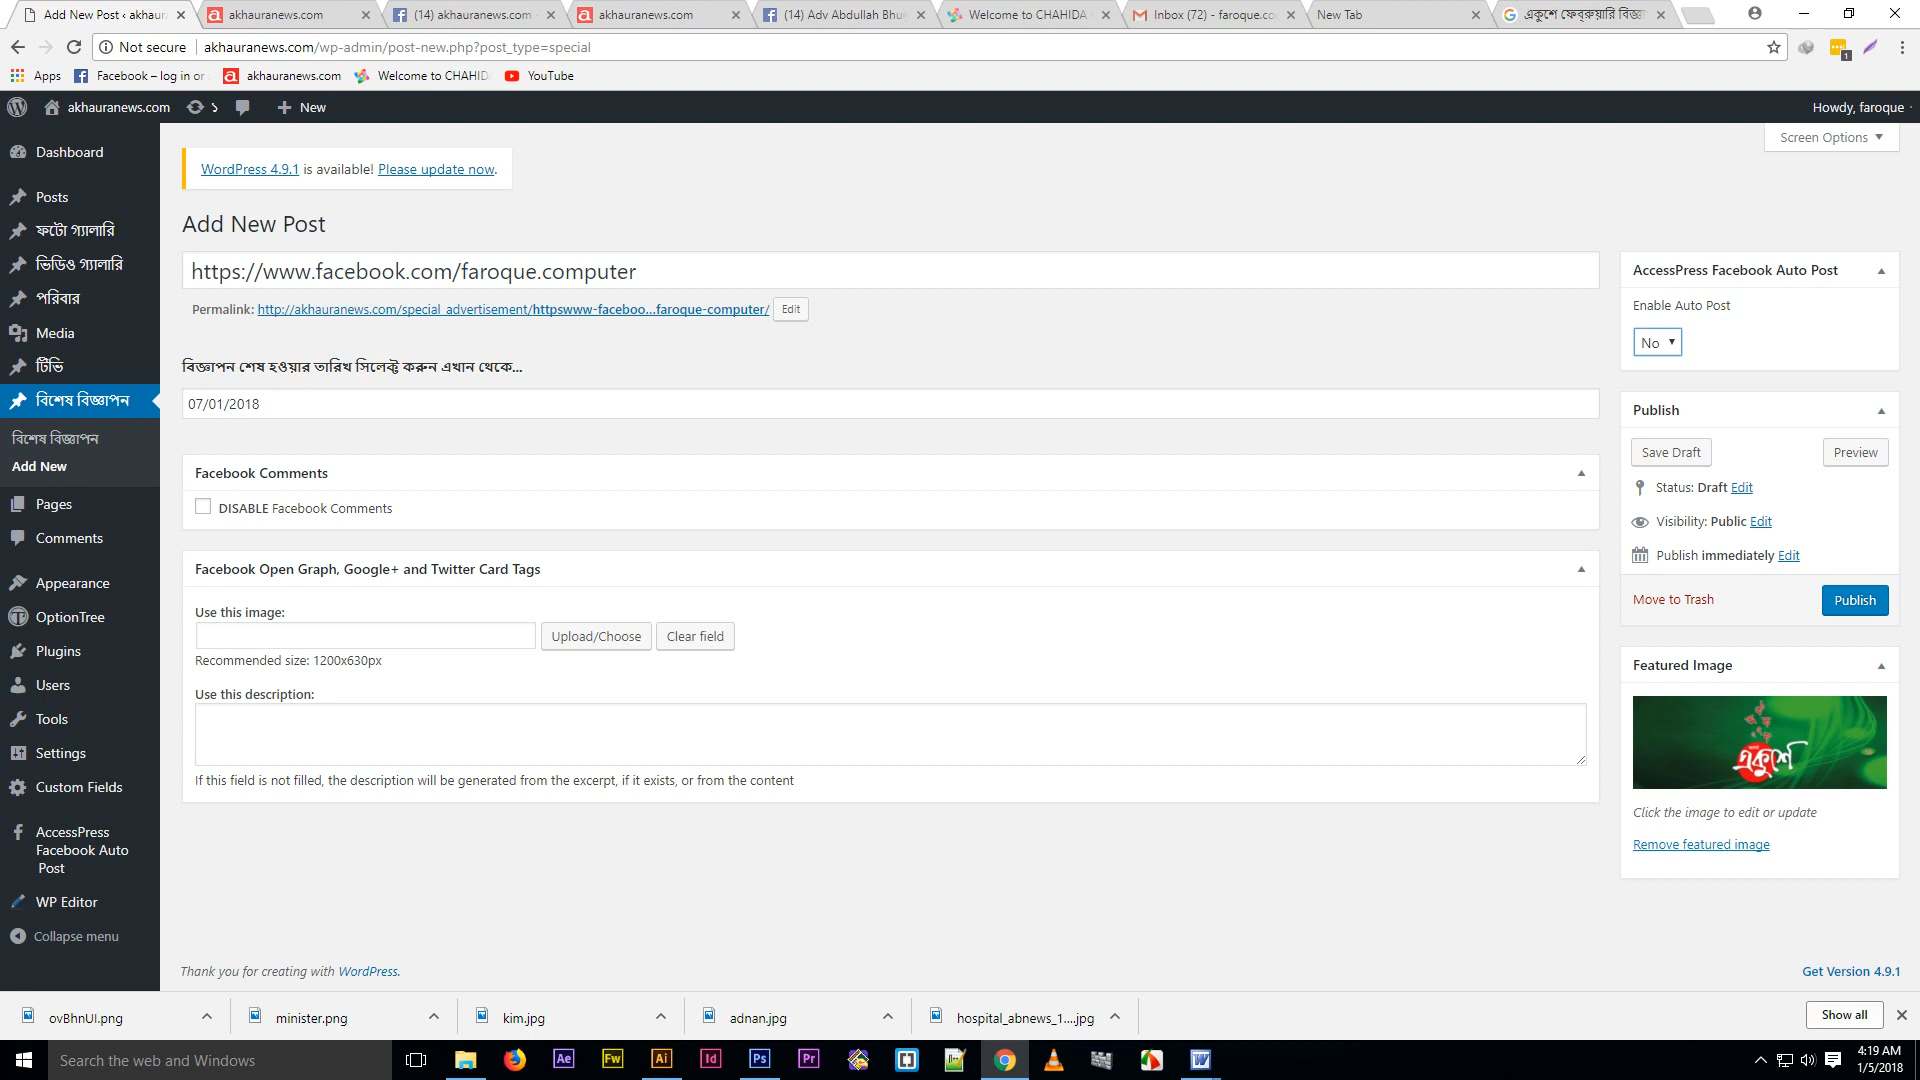 Add New Post ‹ akhaur
akhauranews.com
(14) akhauranews.com
akhauranews.com
(14) Adv Abdullah Bhu
Welcome to CHAHIDA
Inbox (72) - faroque.co
New Tab
একুশে ফেব্রুয়ারি বিজ্ঞ
Not secure
akhauranews.com/wp-admin/post-new.php?post_type=special
Apps
Facebook – log in or
akhauranews.com
Welcome to CHAHID
YouTube
akhauranews.com
New
Howdy, faroque
Screen Options
Dashboard
Posts
ফটো গ্যালারি
ভিডিও গ্যালারি
পরিবার
Media
টিভি
বিশেষ বিজ্ঞাপন
বিশেষ বিজ্ঞাপন
Add New
Pages
Comments
Appearance
OptionTree
Plugins
Users
Tools
Settings
Custom Fields
AccessPress
Facebook Auto
Post
WP Editor
Collapse menu
WordPress 4.9.1 is available! Please update now.
Add New Post
https://www.facebook.com/faroque.computer
Permalink: http://akhauranews.com/special_advertisement/httpswww-faceboo...faroque-computer/ Edit
বিজ্ঞাপন শেষ হওয়ার তারিখ সিলেক্ট করুন এখান থেকে...
07/01/2018
Facebook Comments
DISABLE Facebook Comments
Facebook Open Graph, Google+ and Twitter Card Tags
Use this image:
Upload/Choose
Clear field
Recommended size: 1200x630px
Use this description:
If this field is not filled, the description will be generated from the excerpt, if it exists, or from the content
AccessPress Facebook Auto Post
Enable Auto Post
No
Publish
Save Draft
Preview
Status: Draft Edit
Visibility: Public Edit
Publish immediately Edit
Move to Trash
Publish
Featured Image
একুশে
Click the image to edit or update
Remove featured image
Thank you for creating with WordPress.
Get Version 4.9.1
ovBhnUI.png
minister.png
kim.jpg
adnan.jpg
hospital_abnews_1....jpg
Show all
Search the web and Windows
Ae
Fw
Ai
Id
Ps
Pr
4:19 AM
1/5/2018